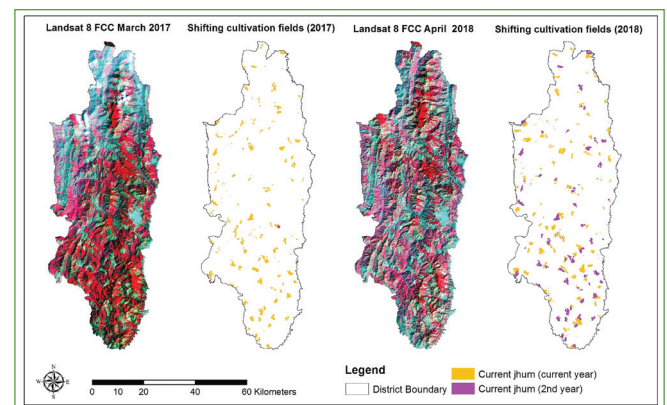 Landsat 8 FCC March 2017
Shifting cultivation fields (2017)
Landsat 8 FCC April 2018
Shifting cultivation fields (2018)
N
W E
S
0 10 20 40 60 Kilometers
Legend
District Boundary
Current jhum (current year)
Current jhum (2nd year)